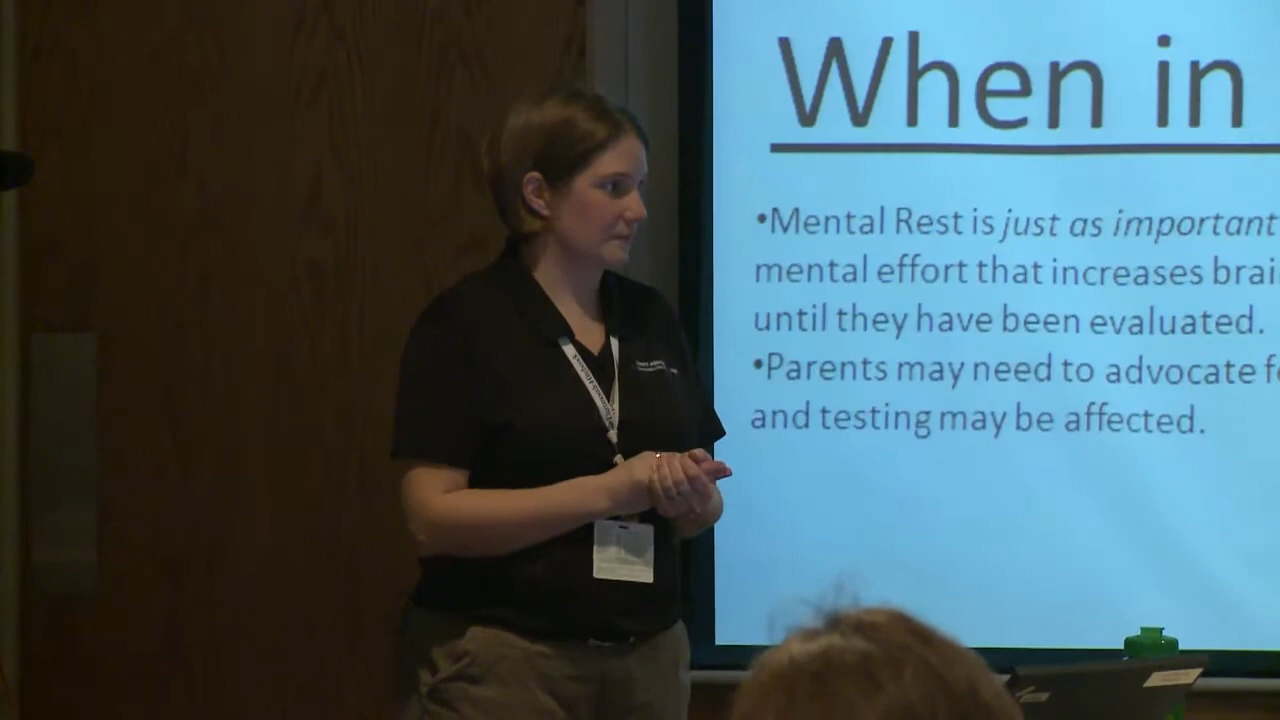 When in
•Mental Rest is just as important
mental effort that increases brai
until they have been evaluated.
•Parents may need to advocate fo
and testing may be affected.